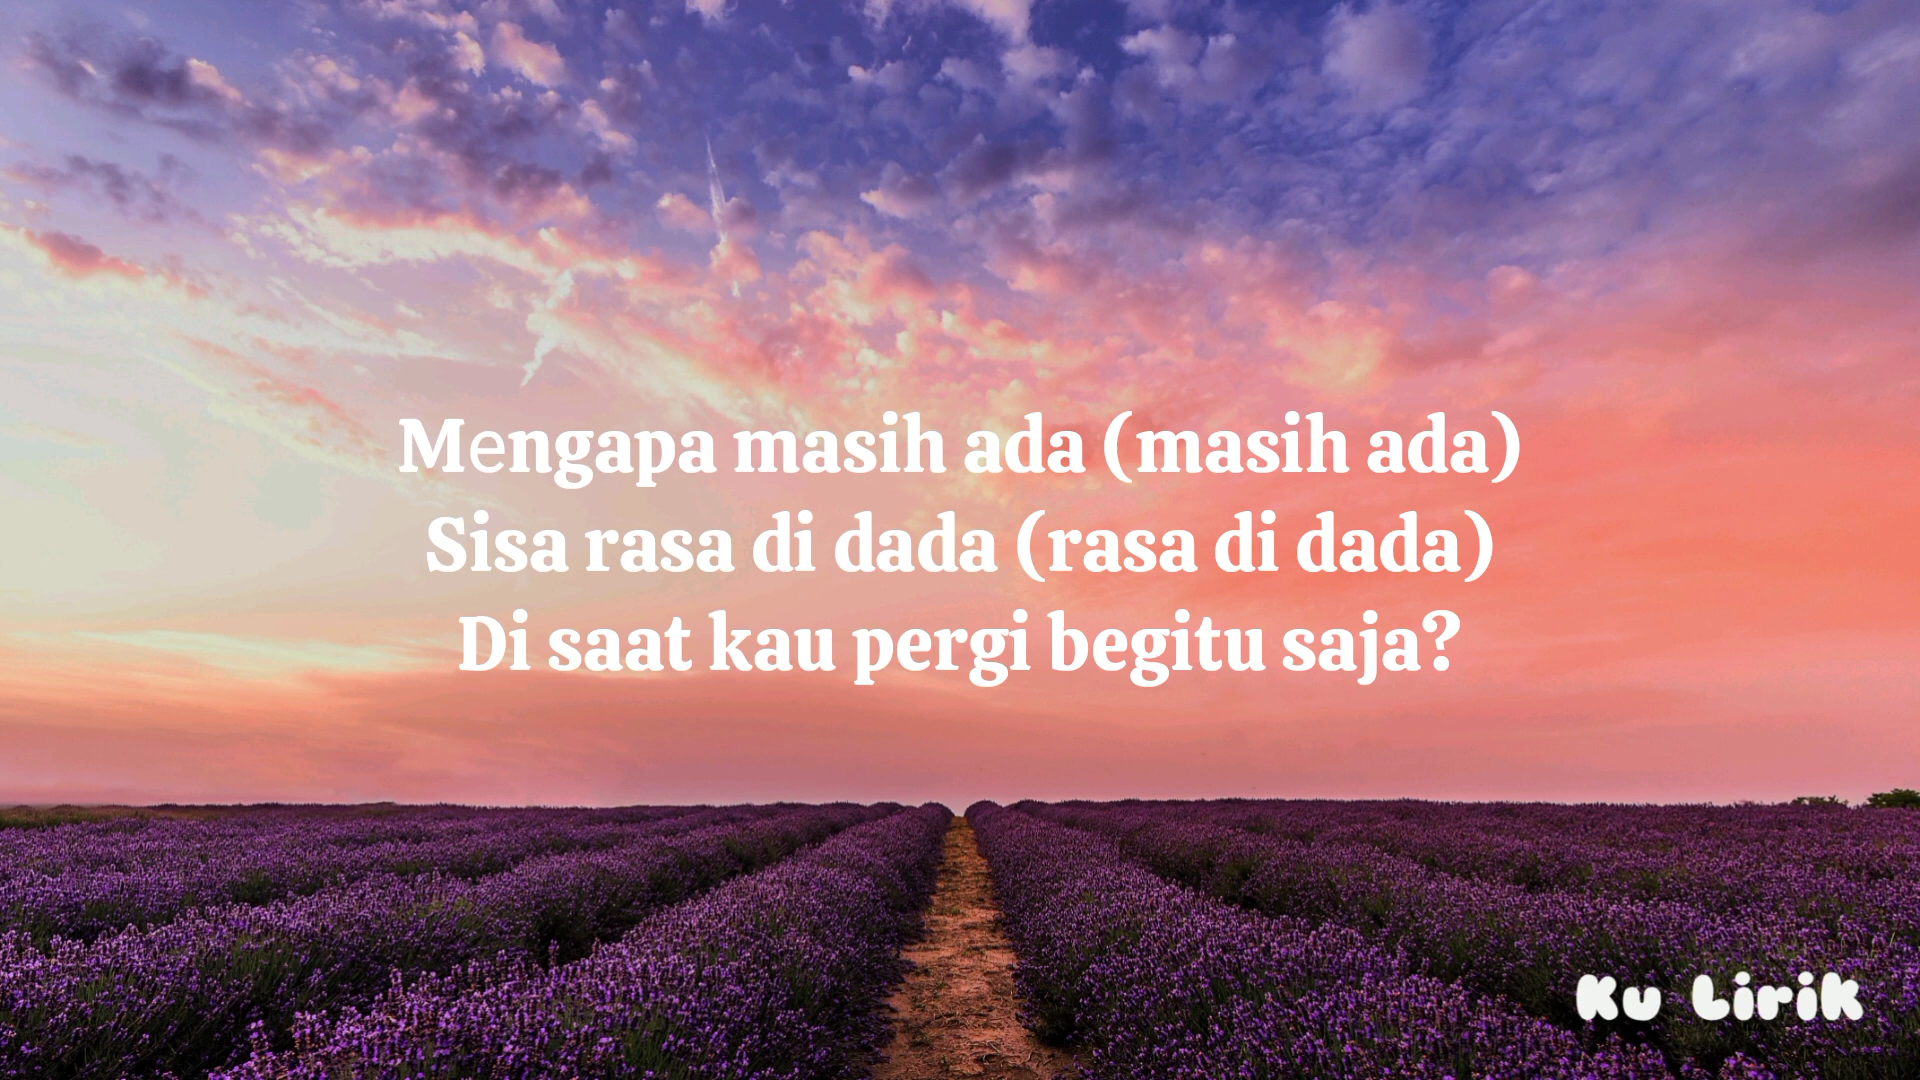 Mengapa masih ada (masih ada)
Sisa rasa di dada (rasa di dada)
Di saat kau pergi begitu saja?
Ku Lirik